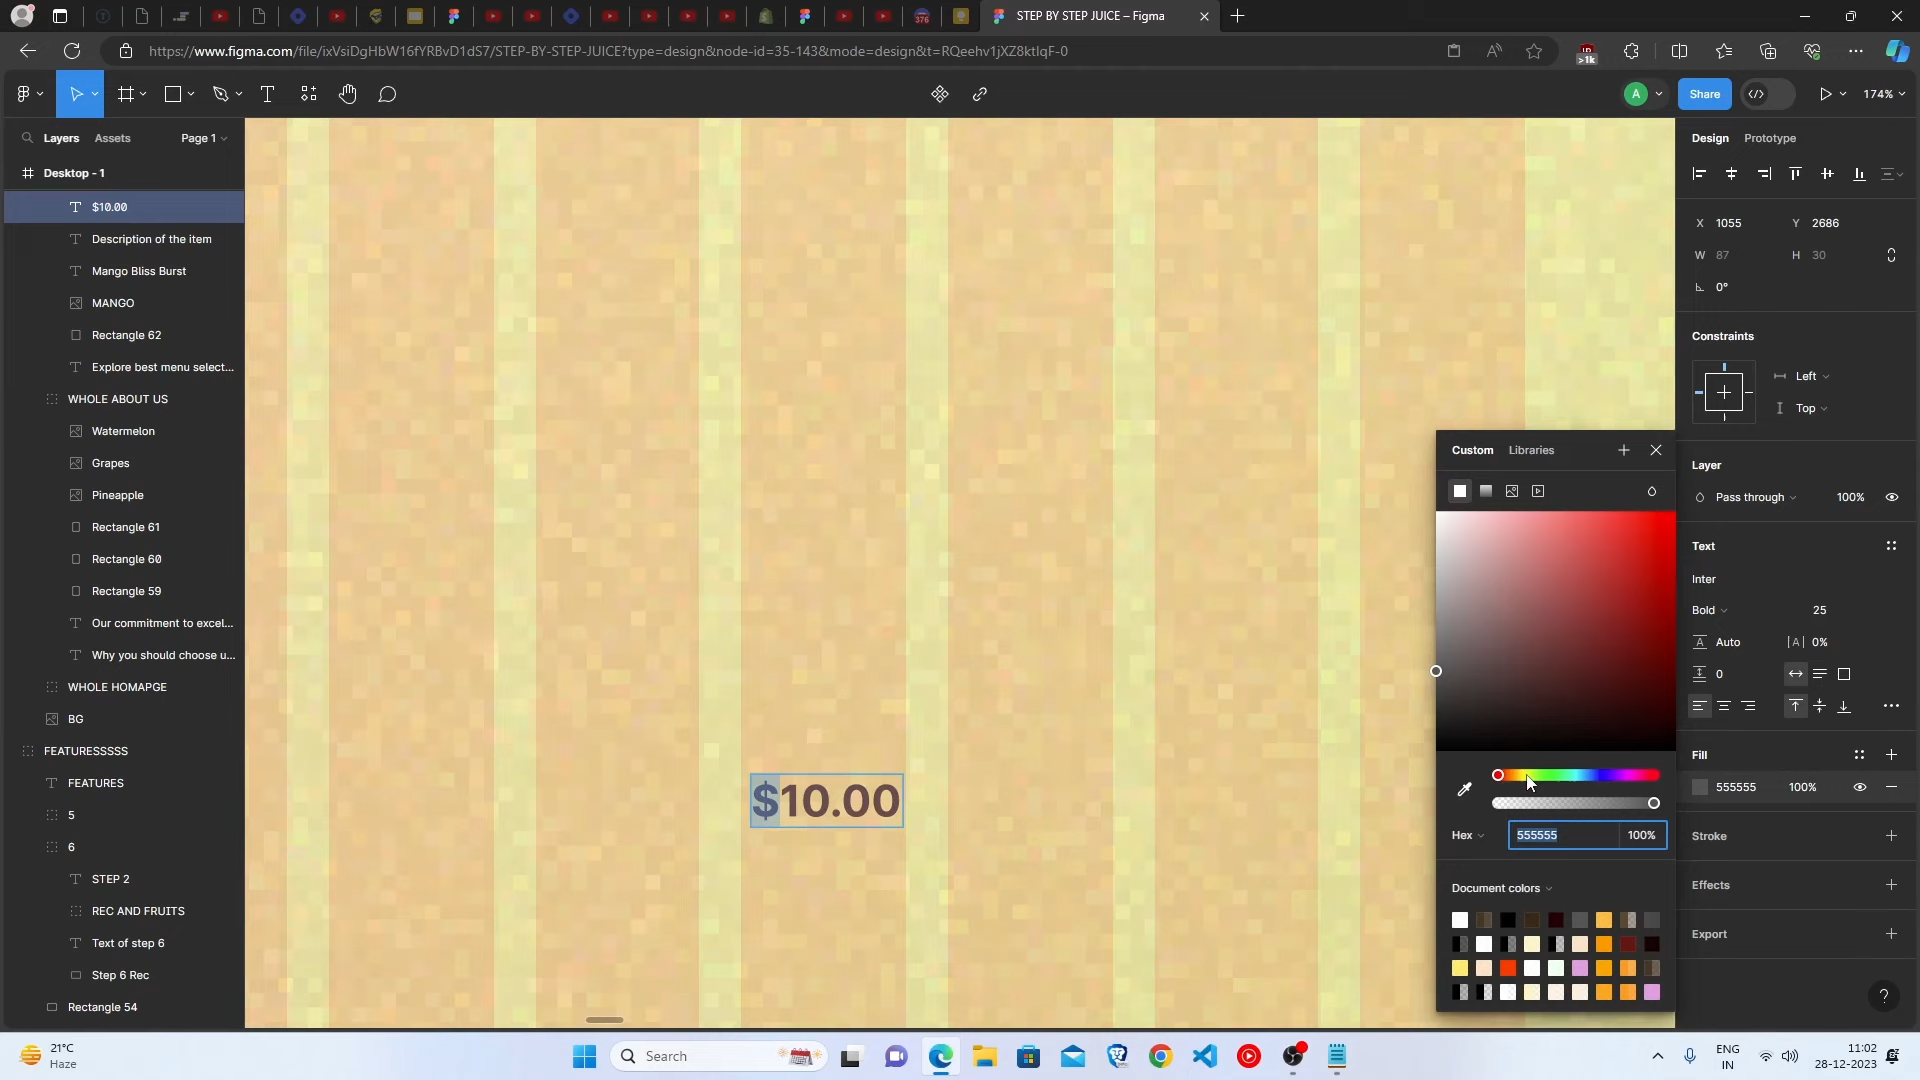 376
STEP BY STEP JUICE – Figma
https://www.figma.com/file/ixVsiDgHbW16fYRBvD1dS7/STEP-BY-STEP-JUICE?type=design&node-id=35-143&mode=design&t=RQeehv1jXZ8ktlqF-0
>1k
A
Share
174%
Layers
Assets
Page 1
Design
Prototype
Desktop - 1
$10.00
Description of the item
Mango Bliss Burst
MANGO
Rectangle 62
Explore best menu select...
WHOLE ABOUT US
Watermelon
Grapes
Pineapple
Rectangle 61
Rectangle 60
Rectangle 59
Our commitment to excel...
Why you should choose u...
WHOLE HOMAPGE
BG
FEATURESSSSS
FEATURES
5
6
STEP 2
REC AND FRUITS
Text of step 6
Step 6 Rec
Rectangle 54
$10.00
Custom
Libraries
Hex
555555
100%
Document colors
X 1055
Y 2686
W 87
H 30
0°
Constraints
Left
Top
Layer
Pass through
100%
Text
Inter
Bold
25
Auto
|A| 0%
0
Fill
555555
100%
Stroke
Effects
Export
?
21°C
Haze
Search
ENG
IN
11:02
28-12-2023